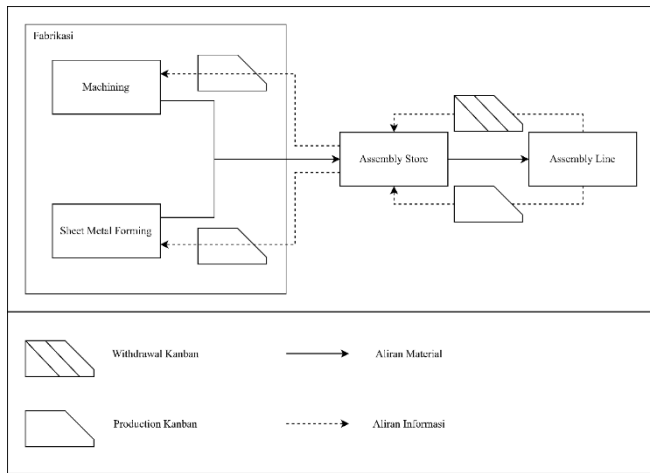 Fabrikasi
Machining
Assembly Store
Assembly Line
Sheet Metal Forming
Withdrawal Kanban
Aliran Material
Production Kanban
Aliran Informasi